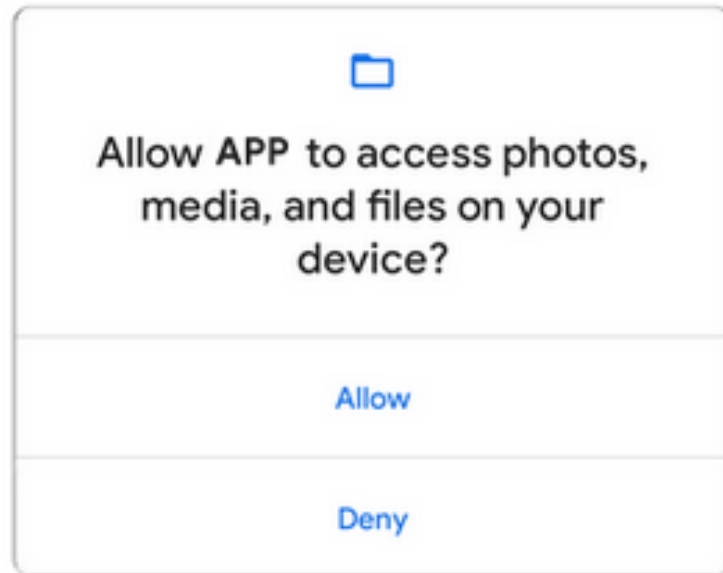 Allow APP to access photos,
media, and files on your
device?
Allow
Deny